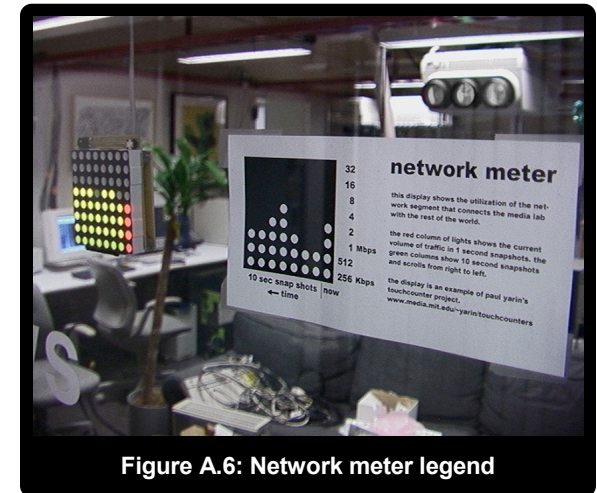 32
16
8
4
2
1 Mbps
512
256 Kbps
10 sec snap shots
now
← time
network meter
this display shows the utilization of the net-
work segment that connects the media lab
with the rest of the world.
the red column of lights shows the current
volume of traffic in 1 second snapshots. the
green columns show 10 second snapshots
and scrolls from right to left.
the display is an example of paul yarin's
touchcounter project.
www.media.mit.edu/~yarin/touchcounters
S
Figure A.6: Network meter legend